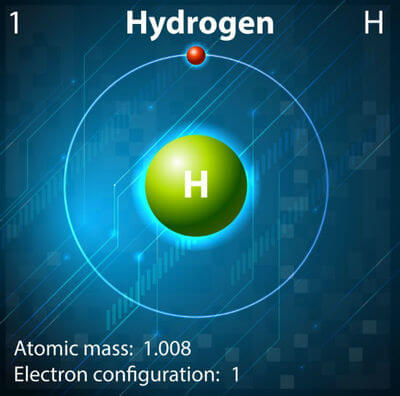 1 Hydrogen H
H
Atomic mass: 1.008
Electron configuration: 1